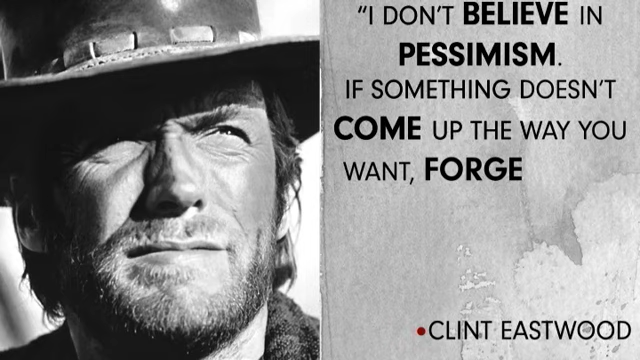 “I DON’T BELIEVE IN
PESSIMISM.
IF SOMETHING DOESN’T
COME UP THE WAY YOU
WANT, FORGE
•CLINT EASTWOOD